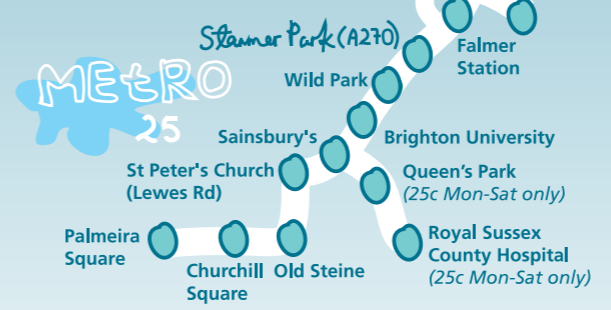 Stanmer Park (A270)
Falmer
Station
Wild Park
METRO
25
Sainsbury's
Brighton University
St Peter's Church
(Lewes Rd)
Queen's Park
(25c Mon-Sat only)
Palmeira
Square
Churchill
Square
Old Steine
Royal Sussex
County Hospital
(25c Mon-Sat only)